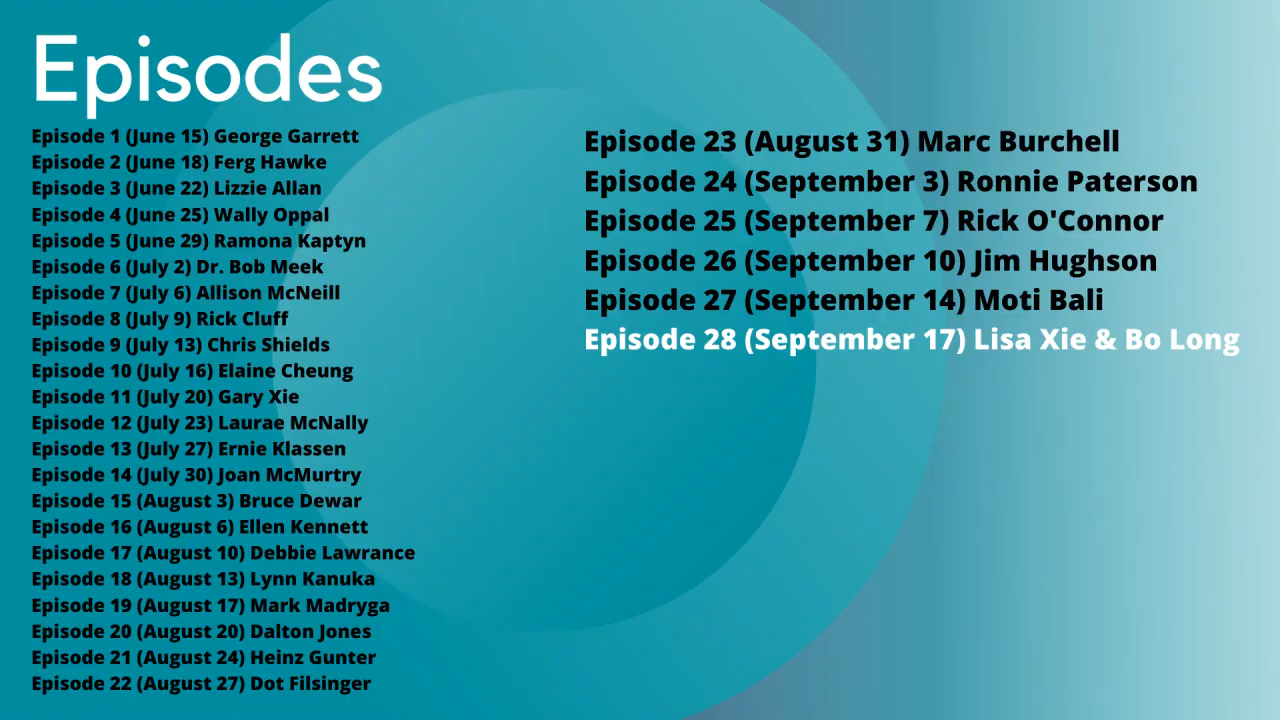 Episodes
Episode 1 (June 15) George Garrett
Episode 2 (June 18) Ferg Hawke
Episode 3 (June 22) Lizzie Allan
Episode 4 (June 25) Wally Oppal
Episode 5 (June 29) Ramona Kaptyn
Episode 6 (July 2) Dr. Bob Meek
Episode 7 (July 6) Allison McNeill
Episode 8 (July 9) Rick Cluff
Episode 9 (July 13) Chris Shields
Episode 10 (July 16) Elaine Cheung
Episode 11 (July 20) Gary Xie
Episode 12 (July 23) Laurae McNally
Episode 13 (July 27) Ernie Klassen
Episode 14 (July 30) Joan McMurtry
Episode 15 (August 3) Bruce Dewar
Episode 16 (August 6) Ellen Kennett
Episode 17 (August 10) Debbie Lawrance
Episode 18 (August 13) Lynn Kanuka
Episode 19 (August 17) Mark Madryga
Episode 20 (August 20) Dalton Jones
Episode 21 (August 24) Heinz Gunter
Episode 22 (August 27) Dot Filsinger
Episode 23 (August 31) Marc Burchell
Episode 24 (September 3) Ronnie Paterson
Episode 25 (September 7) Rick O'Connor
Episode 26 (September 10) Jim Hughson
Episode 27 (September 14) Moti Bali
Episode 28 (September 17) Lisa Xie & Bo Long